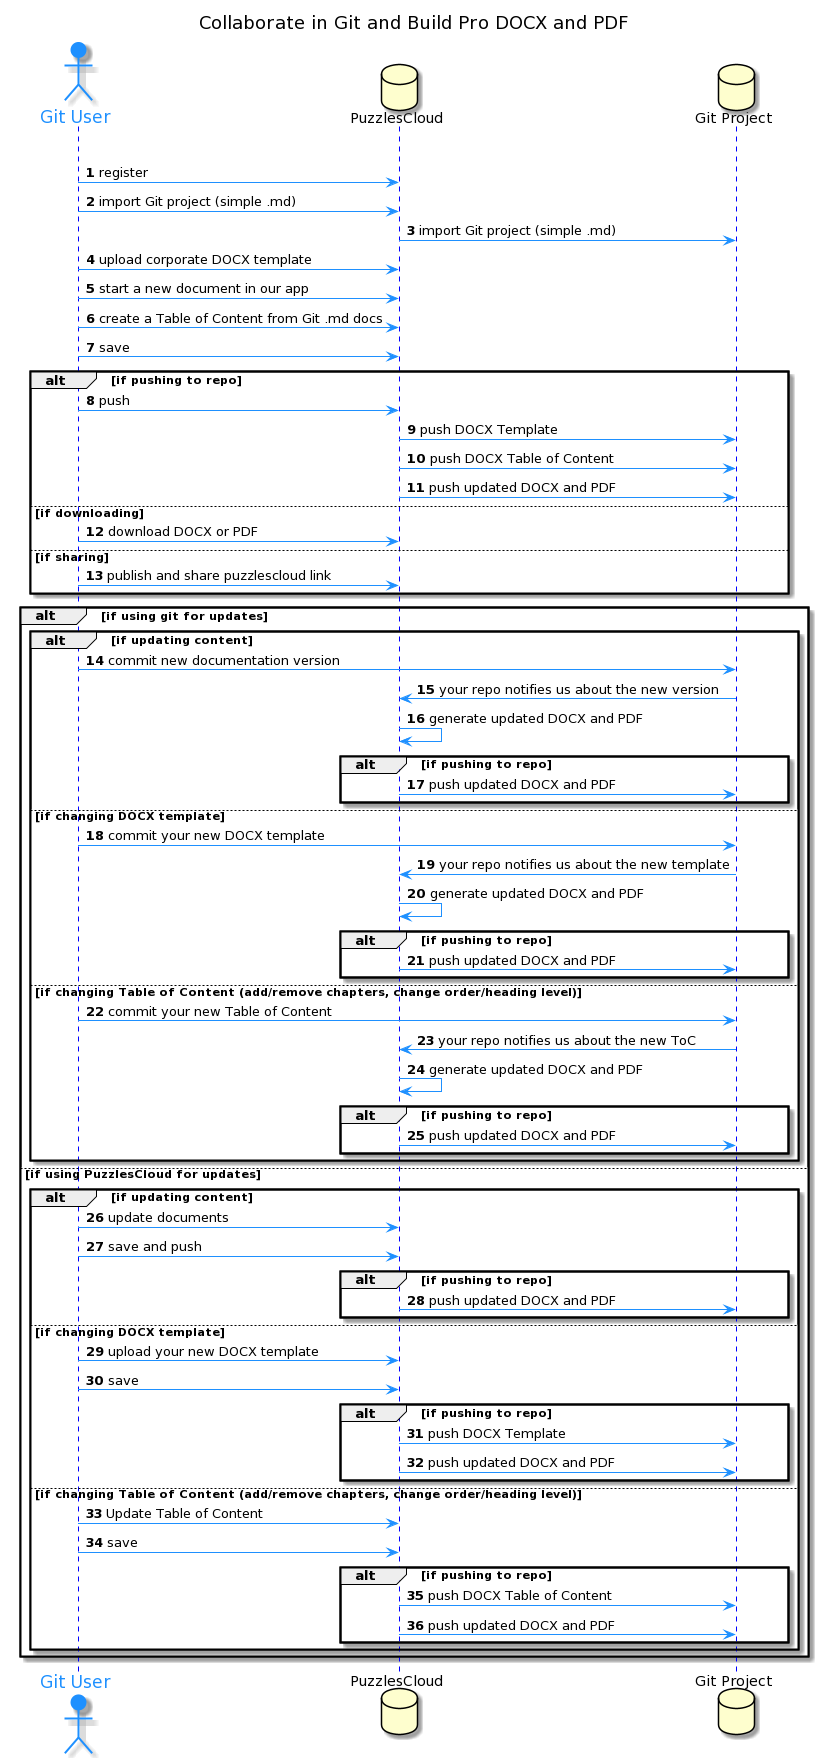 Collaborate in Git and Build Pro DOCX and PDF
Git User
PuzzlesCloud
Git Project
1 register
2 import Git project (simple .md)
3 import Git project (simple .md)
4 upload corporate DOCX template
5 start a new document in our app
6 create a Table of Content from Git .md docs
7 save
alt [if pushing to repo]
8 push
9 push DOCX Template
10 push DOCX Table of Content
11 push updated DOCX and PDF
[if downloading]
12 download DOCX or PDF
[if sharing]
13 publish and share puzzlescloud link
alt [if using git for updates]
alt [if updating content]
14 commit new documentation version
15 your repo notifies us about the new version
16 generate updated DOCX and PDF
alt [if pushing to repo]
17 push updated DOCX and PDF
[if changing DOCX template]
18 commit your new DOCX template
19 your repo notifies us about the new template
20 generate updated DOCX and PDF
alt [if pushing to repo]
21 push updated DOCX and PDF
[if changing Table of Content (add/remove chapters, change order/heading level)]
22 commit your new Table of Content
23 your repo notifies us about the new ToC
24 generate updated DOCX and PDF
alt [if pushing to repo]
25 push updated DOCX and PDF
[if using PuzzlesCloud for updates]
alt [if updating content]
26 update documents
27 save and push
alt [if pushing to repo]
28 push updated DOCX and PDF
[if changing DOCX template]
29 upload your new DOCX template
30 save
alt [if pushing to repo]
31 push DOCX Template
32 push updated DOCX and PDF
[if changing Table of Content (add/remove chapters, change order/heading level)]
33 Update Table of Content
34 save
alt [if pushing to repo]
35 push DOCX Table of Content
36 push updated DOCX and PDF
Git User
PuzzlesCloud
Git Project